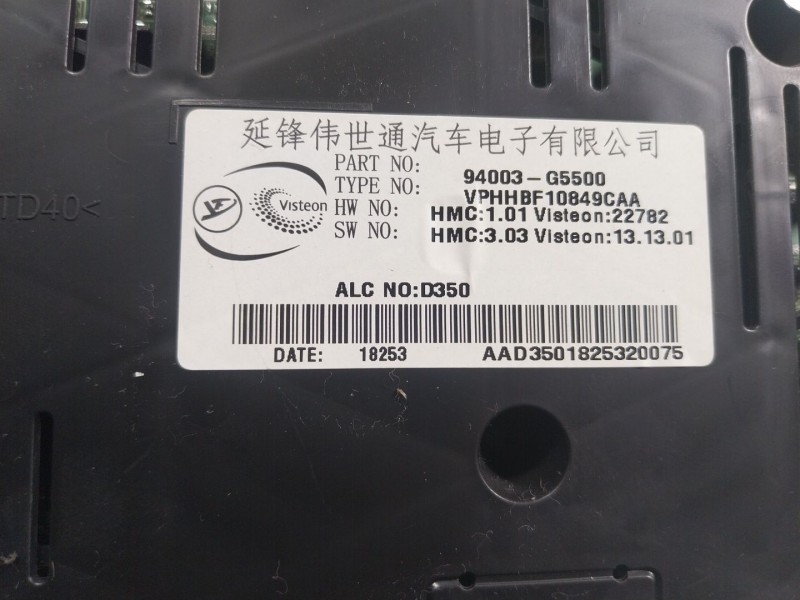 延锋伟世通汽车电子有限公司
PART NO: 94003-G5500
TYPE NO: VPHHBF10849CAA
HW NO: HMC:1.01 Visteon:22782
SW NO: HMC:3.03 Visteon:13.13.01
Visteon
TD40<
ALC NO:D350
DATE: 18253 AAD3501825320075